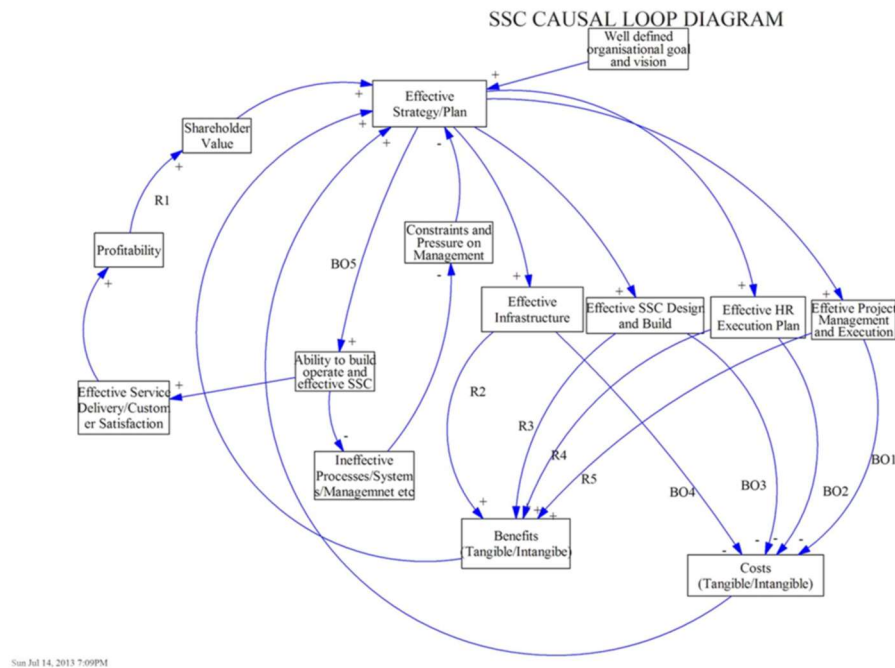 SSC CAUSAL LOOP DIAGRAM
Well defined
organisational goal
and vision
+
Effective
Strategy/Plan
+
+
+
-
Shareholder
Value
+
R1
Profitability
+
Constraints and
Pressure on
Management
-
BO5
+
Effective
Infrastructure
+
Effective SSC Design
and Build
+
Effective HR
Execution Plan
+
Effetive Project
Management
and Execution
+
Ability to build
operate and
effective SSC
+
Effective Service
Delivery/Custom
er Satisfaction
-
Ineffective
Processes/System
s/Managemnet etc
R2
R3
R4
R5
BO4
BO3
BO2
BO1
+
+
+
Benefits
(Tangible/Intangibe)
-
-
-
-
Costs
(Tangible/Intangible)
Sun Jul 14, 2013 7:09PM